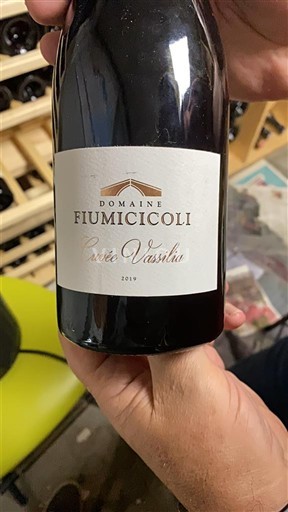 DOMAINE
FIUMICICOLI
Cuvée Vassilia
2019